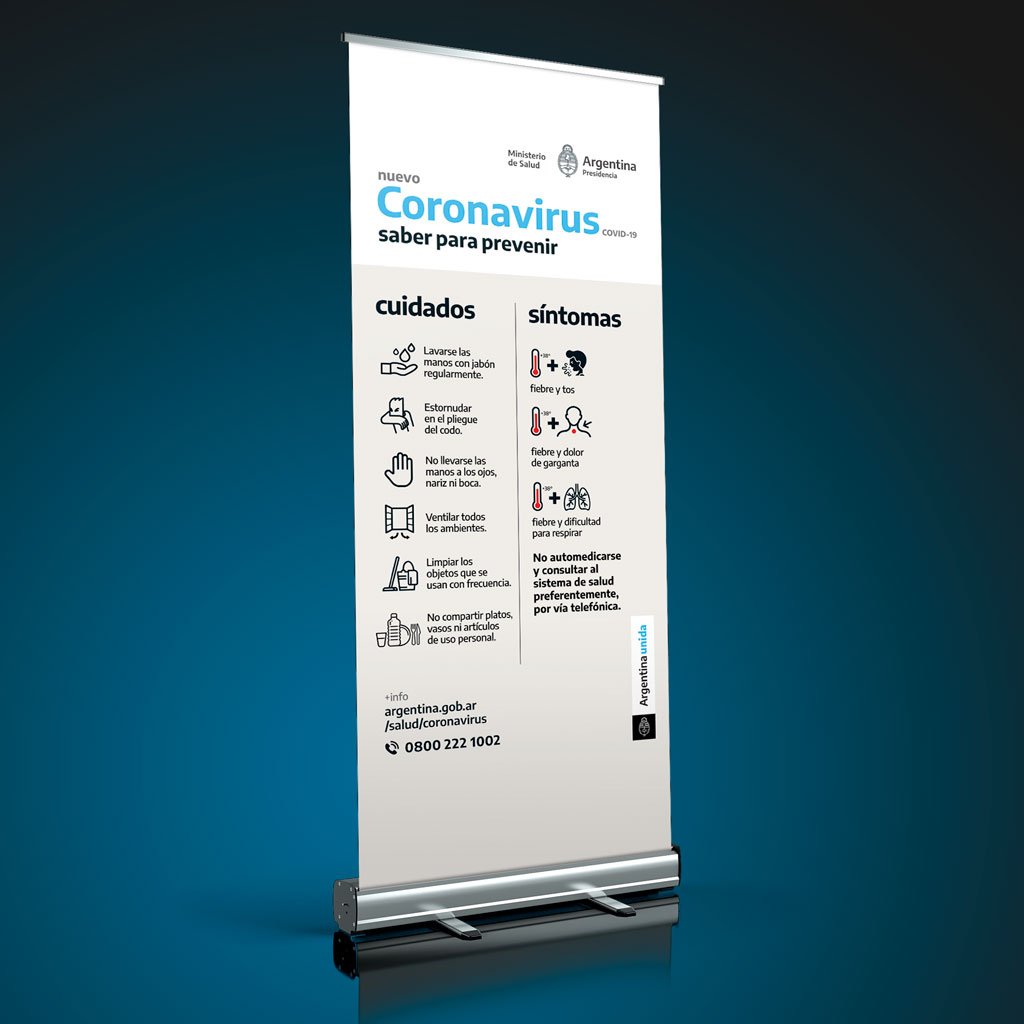 Ministerio
de Salud
Argentina
Presidencia
nuevo
Coronavirus
COVID-19
saber para prevenir
cuidados
Lavarse las
manos con jabón
regularmente.
Estornudar
en el pliegue
del codo.
No llevarse las
manos a los ojos,
nariz ni boca.
Ventilar todos
los ambientes.
Limpiar los
objetos que se
usan con frecuencia.
No compartir platos,
vasos ni artículos
de uso personal.
síntomas
+38°
fiebre y tos
+38°
fiebre y dolor
de garganta
+38°
fiebre y dificultad
para respirar
No automedicarse
y consultar al
sistema de salud
preferentemente,
por vía telefónica.
Argentina unida
+info
argentina.gob.ar
/salud/coronavirus
0800 222 1002